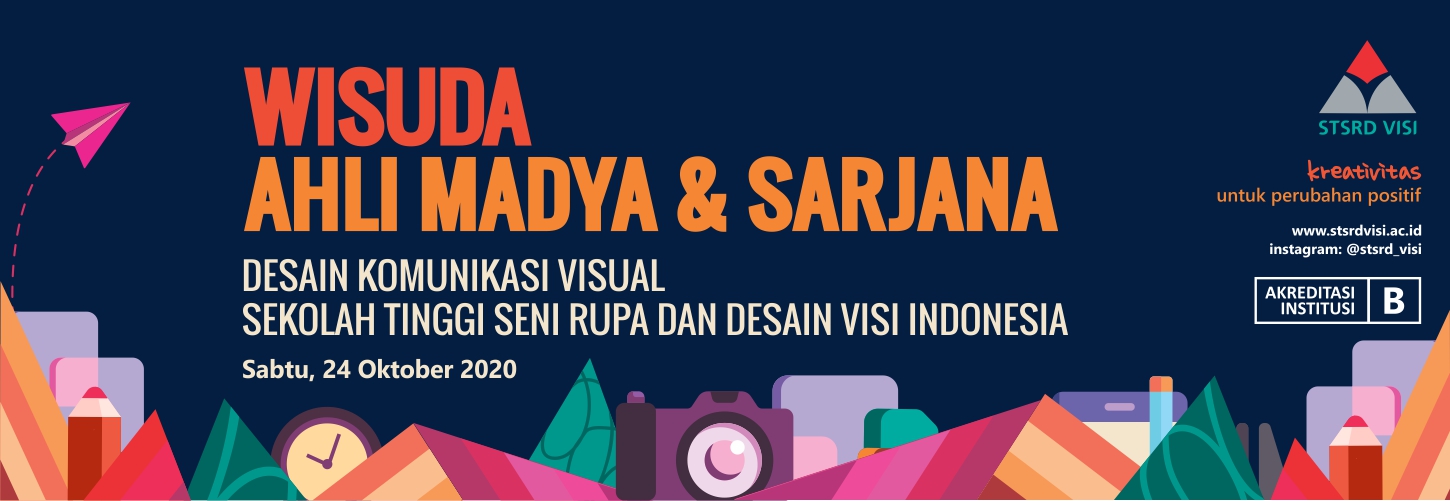 WISUDA
AHLI MADYA & SARJANA
DESAIN KOMUNIKASI VISUAL
SEKOLAH TINGGI SENI RUPA DAN DESAIN VISI INDONESIA
Sabtu, 24 Oktober 2020
STSRD VISI
kreativitas
untuk perubahan positif
www.stsrdvisi.ac.id
instagram: @stsrd_visi
AKREDITASI
INSTITUSI
B